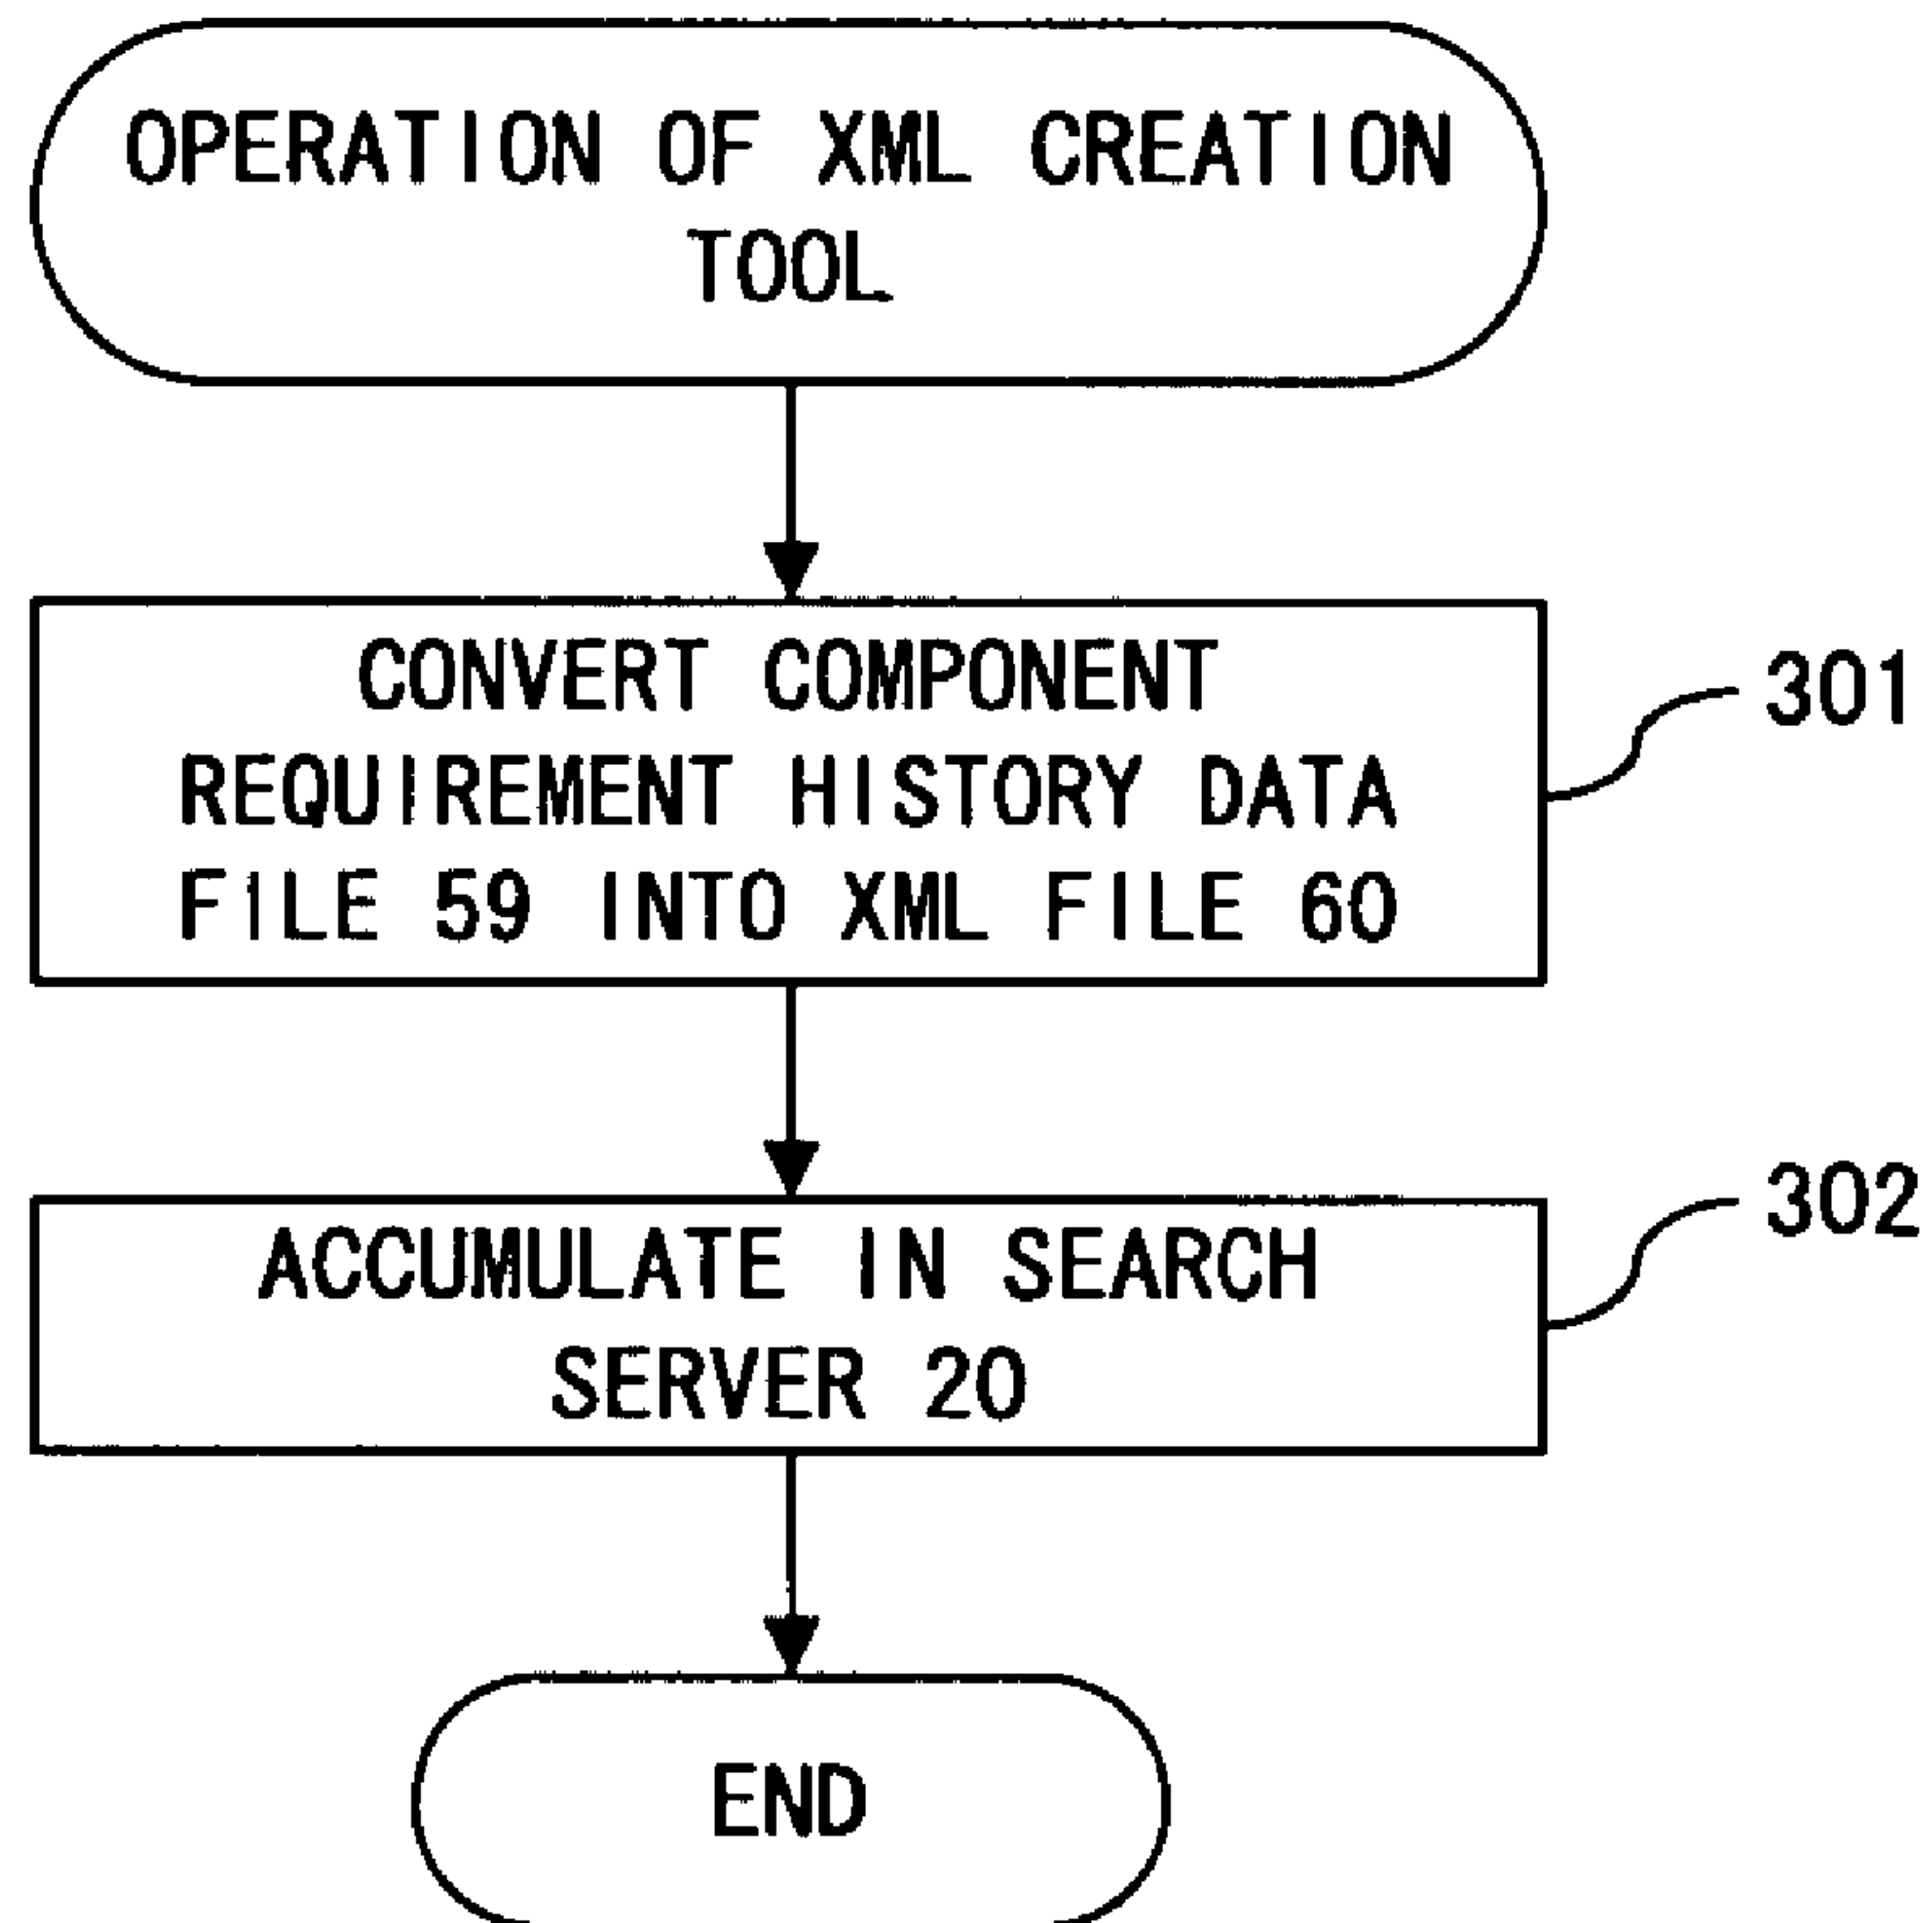 OPERATION OF XML CREATION
TOOL
CONVERT COMPONENT
REQUIREMENT HISTORY DATA
FILE 59 INTO XML FILE 60
301
ACCUMULATE IN SEARCH
SERVER 20
302
END